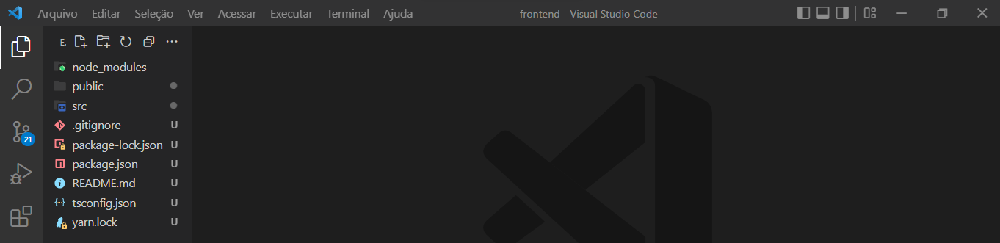 Arquivo Editar Seleção Ver Acessar Executar Terminal Ajuda frontend - Visual Studio Code
E.
node_modules
public
src
.gitignore U
package-lock.json U
21
package.json U
README.md U
tsconfig.json U
yarn.lock U